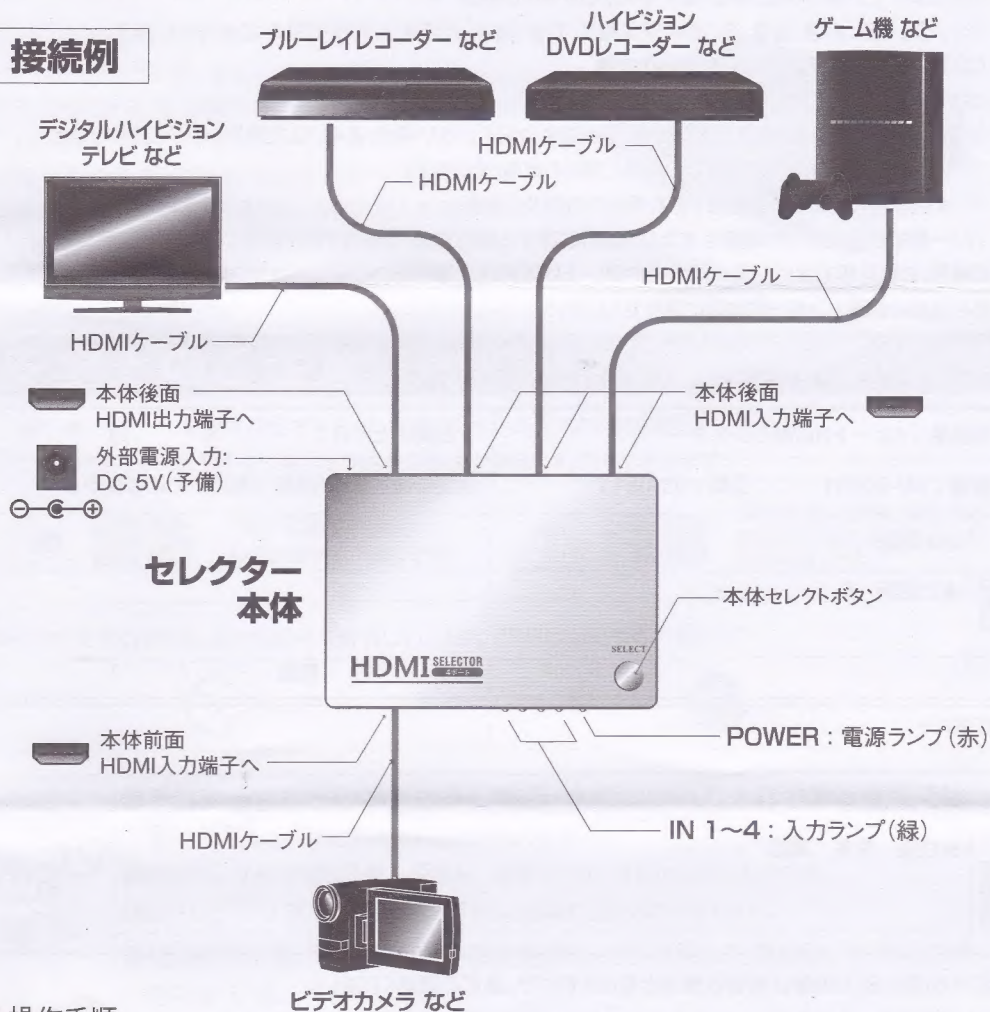 接続例
ブルーレイレコーダー など
ハイビジョン
DVDレコーダー など
ゲーム機 など
デジタルハイビジョン
テレビ など
HDMIケーブル
HDMIケーブル
HDMIケーブル
HDMIケーブル
本体後面
HDMI出力端子へ
本体後面
HDMI入力端子へ
外部電源入力:
DC 5V(予備)
セレクター
本体
本体セレクトボタン
SELECT
HDMI SELECTOR
4ポート
POWER : 電源ランプ(赤)
本体前面
HDMI入力端子へ
IN 1〜4 : 入力ランプ(緑)
HDMIケーブル
ビデオカメラ など
操作手順